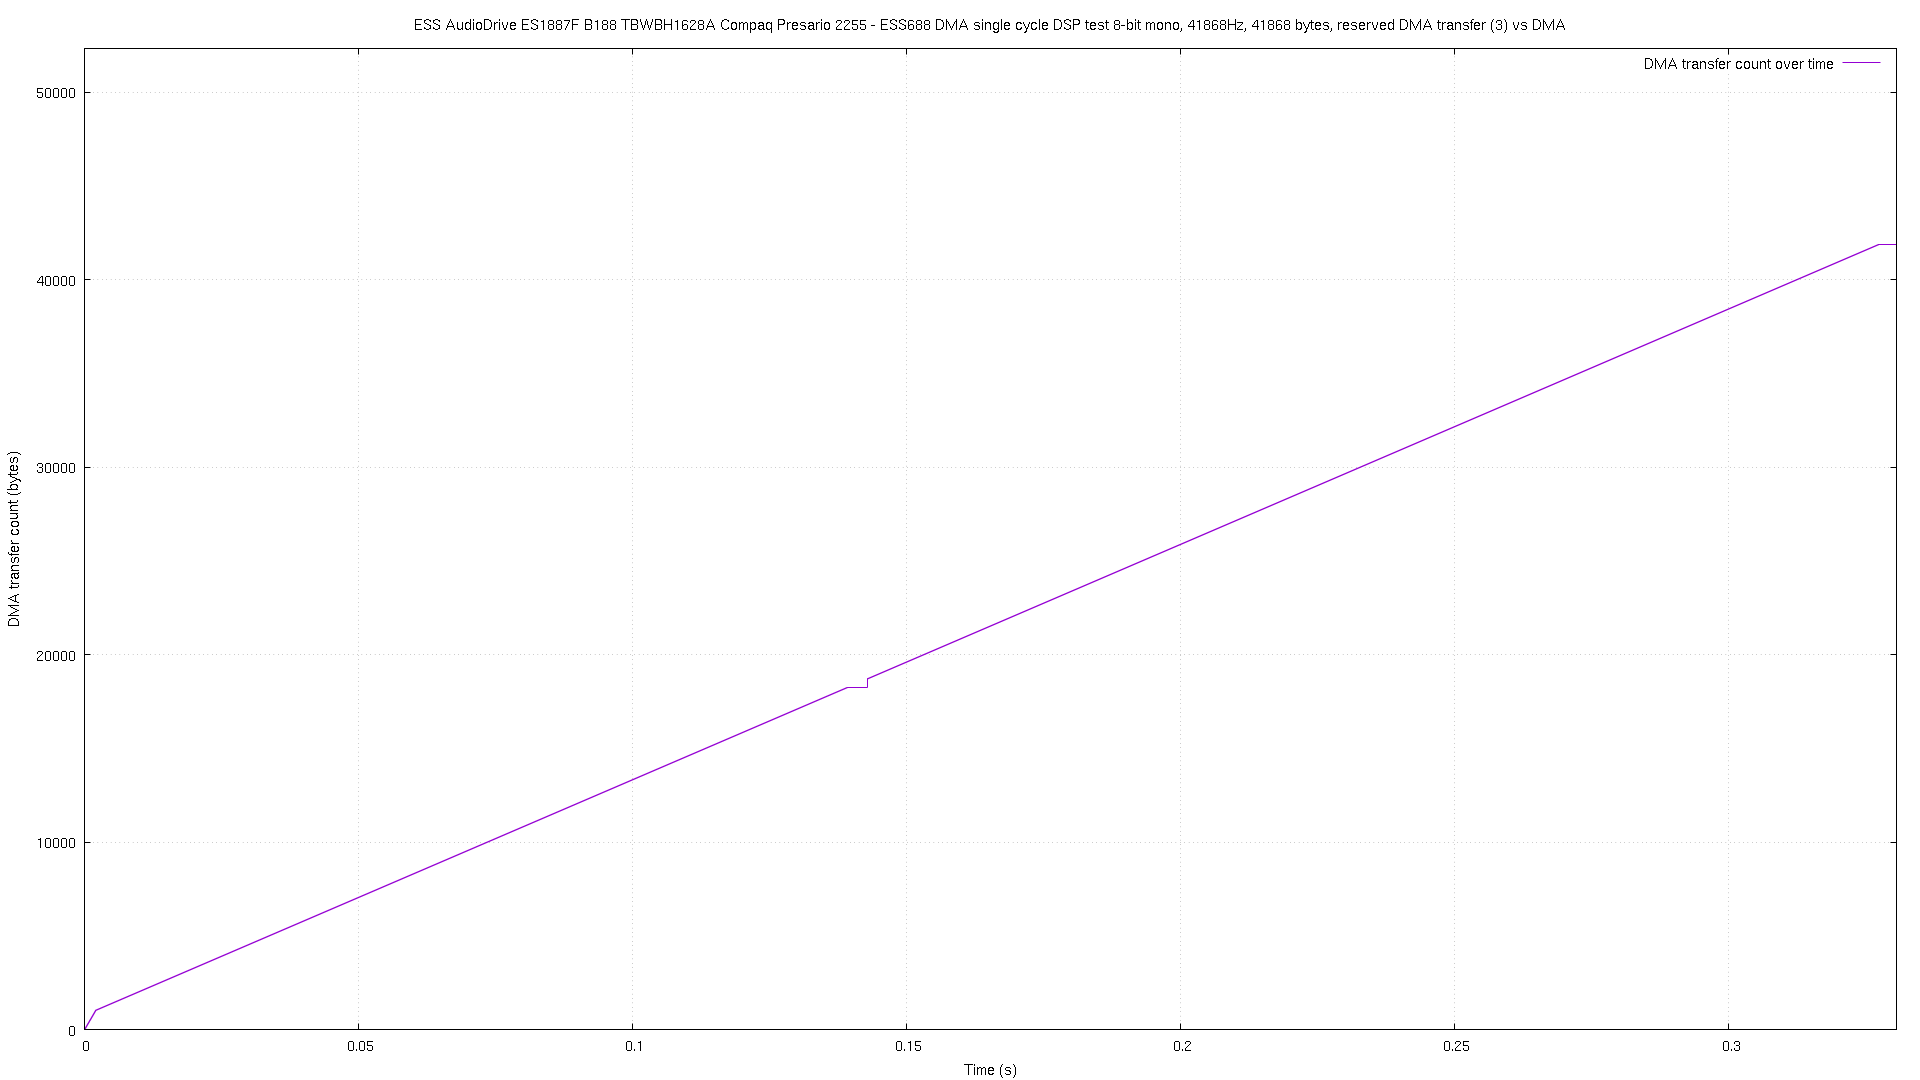 ESS AudioDrive ES1887F B188 TBWBH1628A Compaq Presario 2255 - ESS688 DMA single cycle DSP test 8-bit mono, 41868Hz, 41868 bytes, reserved DMA transfer (3) vs DMA
DMA transfer count over time
50000
40000
30000
20000
10000
0
DMA transfer count (bytes)
0 0.05 0.1 0.15 0.2 0.25 0.3
Time (s)